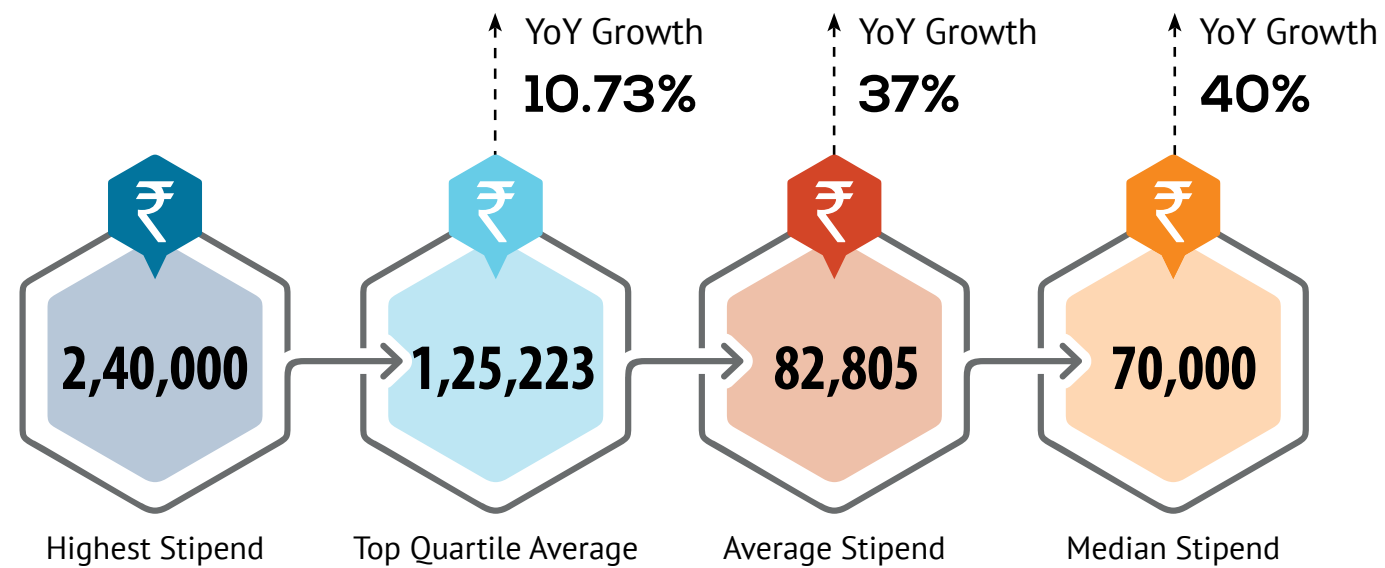 YoY Growth
10.73%
YoY Growth
37%
YoY Growth
40%
₹
₹
₹
₹
2,40,000
1,25,223
82,805
70,000
Highest Stipend
Top Quartile Average
Average Stipend
Median Stipend